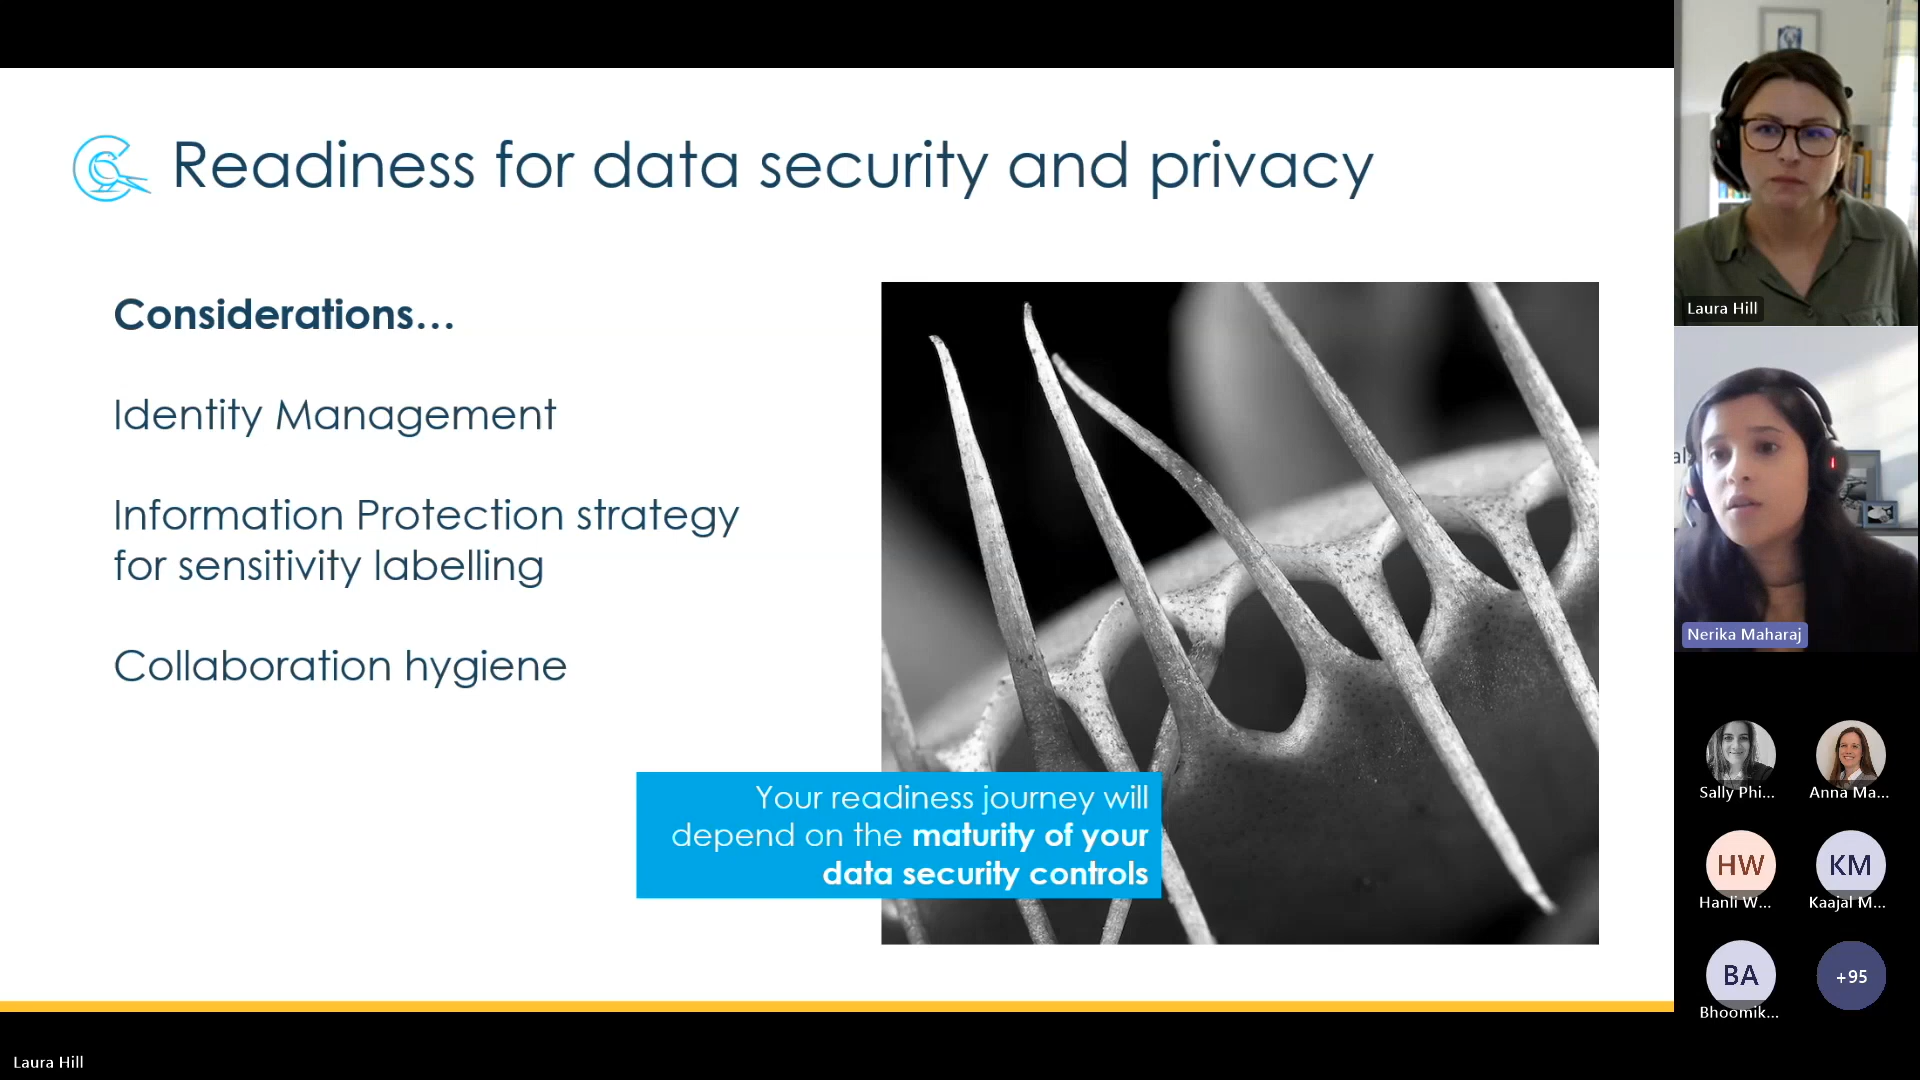 Readiness for data security and privacy
Considerations...
Identity Management
Information Protection strategy
for sensitivity labelling
Collaboration hygiene
Your readiness journey will
depend on the maturity of your
data security controls
Laura Hill
al
Nerika Maharaj
Sally Phi...
Anna Ma...
HW
Hanli W...
KM
Kaajal M...
BA
Bhoomik...
+95
Laura Hill